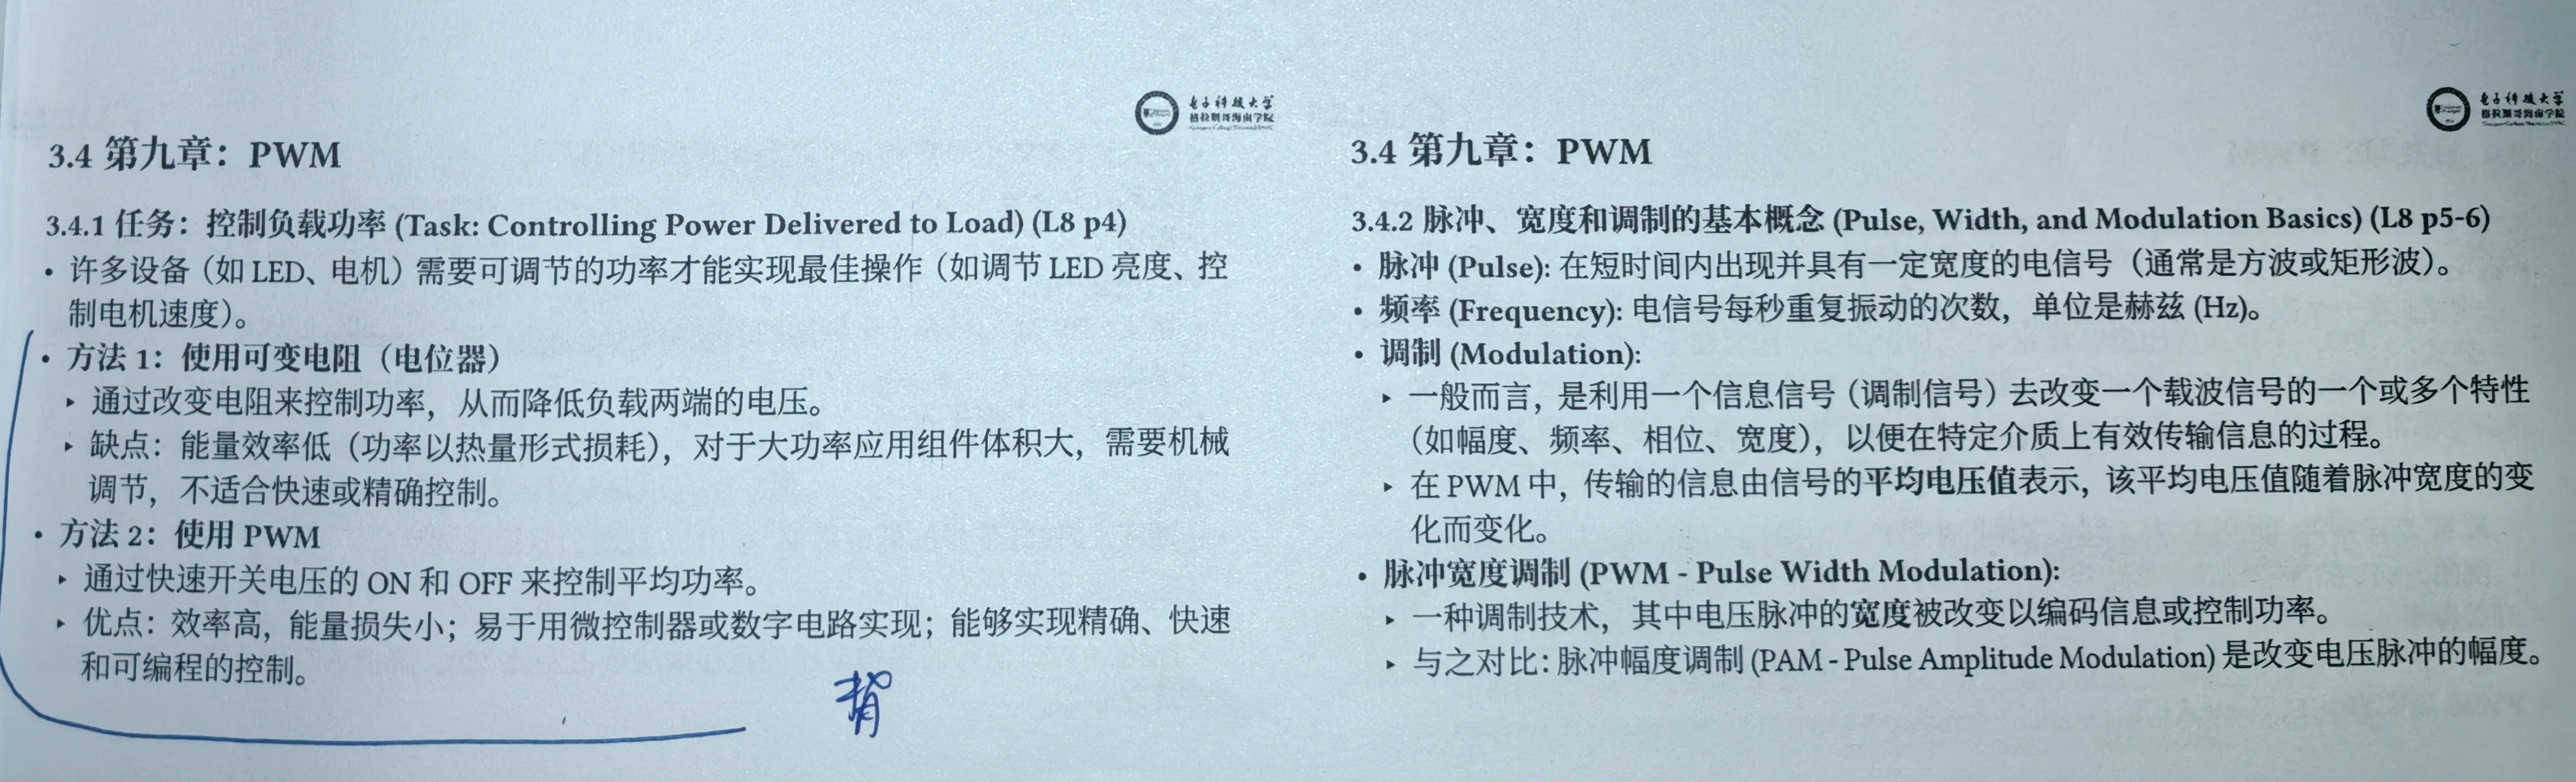 电子科技大学
格拉斯哥海南学院
3.4 第九章：PWM
3.4.1 任务：控制负载功率 (Task: Controlling Power Delivered to Load) (L8 p4)
• 许多设备（如 LED、电机）需要可调节的功率才能实现最佳操作（如调节 LED 亮度、控
制电机速度）。
• 方法 1：使用可变电阻（电位器）
‣ 通过改变电阻来控制功率，从而降低负载两端的电压。
‣ 缺点：能量效率低（功率以热量形式损耗），对于大功率应用组件体积大，需要机械
调节，不适合快速或精确控制。
• 方法 2：使用 PWM
‣ 通过快速开关电压的 ON 和 OFF 来控制平均功率。
‣ 优点：效率高，能量损失小；易于用微控制器或数字电路实现；能够实现精确、快速
和可编程的控制。
背
电子科技大学
格拉斯哥海南学院
3.4 第九章：PWM
3.4.2 脉冲、宽度和调制的基本概念 (Pulse, Width, and Modulation Basics) (L8 p5-6)
• 脉冲 (Pulse): 在短时间内出现并具有一定宽度的电信号（通常是方波或矩形波）。
• 频率 (Frequency): 电信号每秒重复振动的次数，单位是赫兹 (Hz)。
• 调制 (Modulation):
‣ 一般而言，是利用一个信息信号（调制信号）去改变一个载波信号的一个或多个特性
（如幅度、频率、相位、宽度），以便在特定介质上有效传输信息的过程。
‣ 在 PWM 中，传输的信息由信号的平均电压值表示，该平均电压值随着脉冲宽度的变
化而变化。
• 脉冲宽度调制 (PWM - Pulse Width Modulation):
‣ 一种调制技术，其中电压脉冲的宽度被改变以编码信息或控制功率。
‣ 与之对比：脉冲幅度调制 (PAM - Pulse Amplitude Modulation) 是改变电压脉冲的幅度。